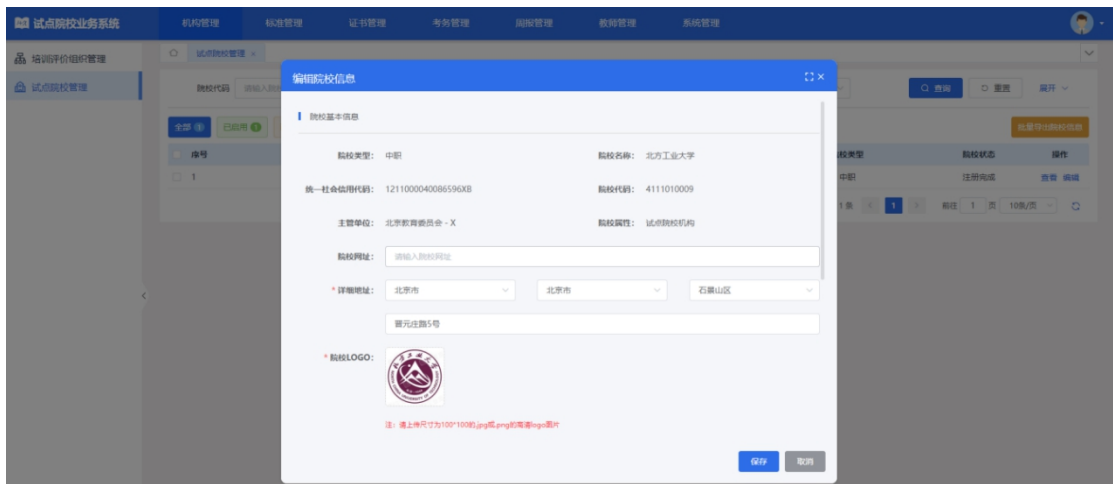 试点院校业务系统 机构管理 标准管理 证书管理 考务管理 周报管理 教师管理 系统管理
培训评价组织管理 试点院校管理 ×
试点院校管理 院校代码 查询 重置 展开
编辑院校信息
全部 1 已启用 1 批量导出院校信息
序号 院校类型 院校状态 操作
1 中职 注册完成 查看 编辑
1 条 < 1 > 前往 1 页 10条/页
院校基本信息
院校类型： 中职 院校名称： 北方工业大学
统一社会信用代码： 1211000040086596XB 院校代码： 4111010009
主管单位： 北京教育委员会 - X 院校属性： 试点院校机构
院校网址： 请输入院校网址
* 详细地址： 北京市 北京市 石景山区
晋元庄路5号
* 院校LOGO：
注：请上传尺寸为100*100的.jpg或.png的高清logo图片
保存 取消